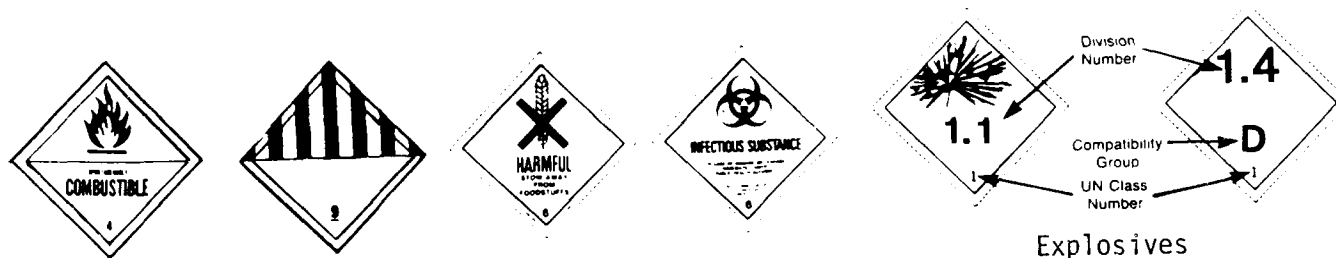 COMBUSTIBLE
4
9
HARMFUL
STOW AWAY
FROM
FOODSTUFFS
6
INFECTIOUS SUBSTANCE
6
1.1
1
Division
Number
Compatibility
Group
UN Class
Number
1.4
D
1
Explosives